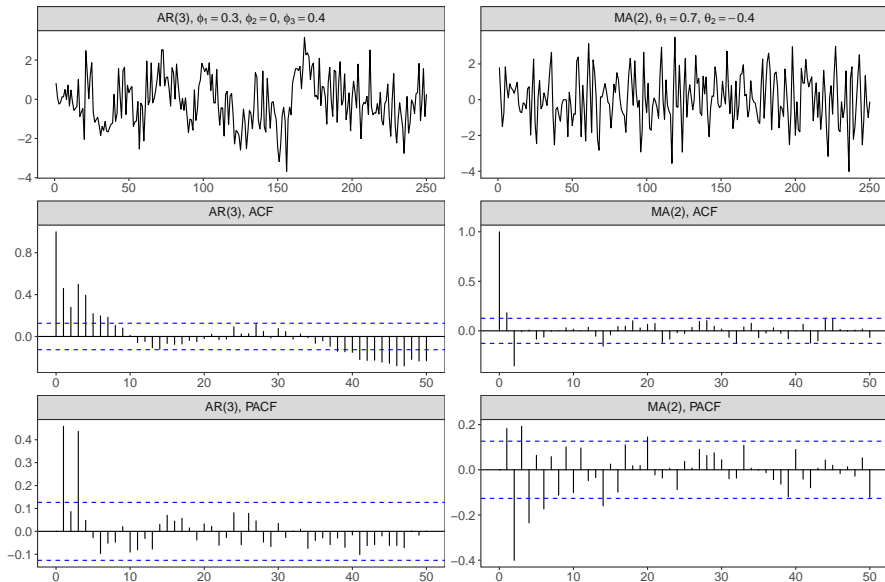 AR(3), ϕ₁ = 0.3, ϕ₂ = 0, ϕ₃ = 0.4
2
0
−2
−4
0 50 100 150 200 250
MA(2), θ₁ = 0.7, θ₂ = −0.4
2
0
−2
−4
0 50 100 150 200 250
AR(3), ACF
0.8
0.4
0.0
0 10 20 30 40 50
MA(2), ACF
1.0
0.5
0.0
0 10 20 30 40 50
AR(3), PACF
0.4
0.3
0.2
0.1
0.0
−0.1
0 10 20 30 40 50
MA(2), PACF
0.2
0.0
−0.2
−0.4
0 10 20 30 40 50